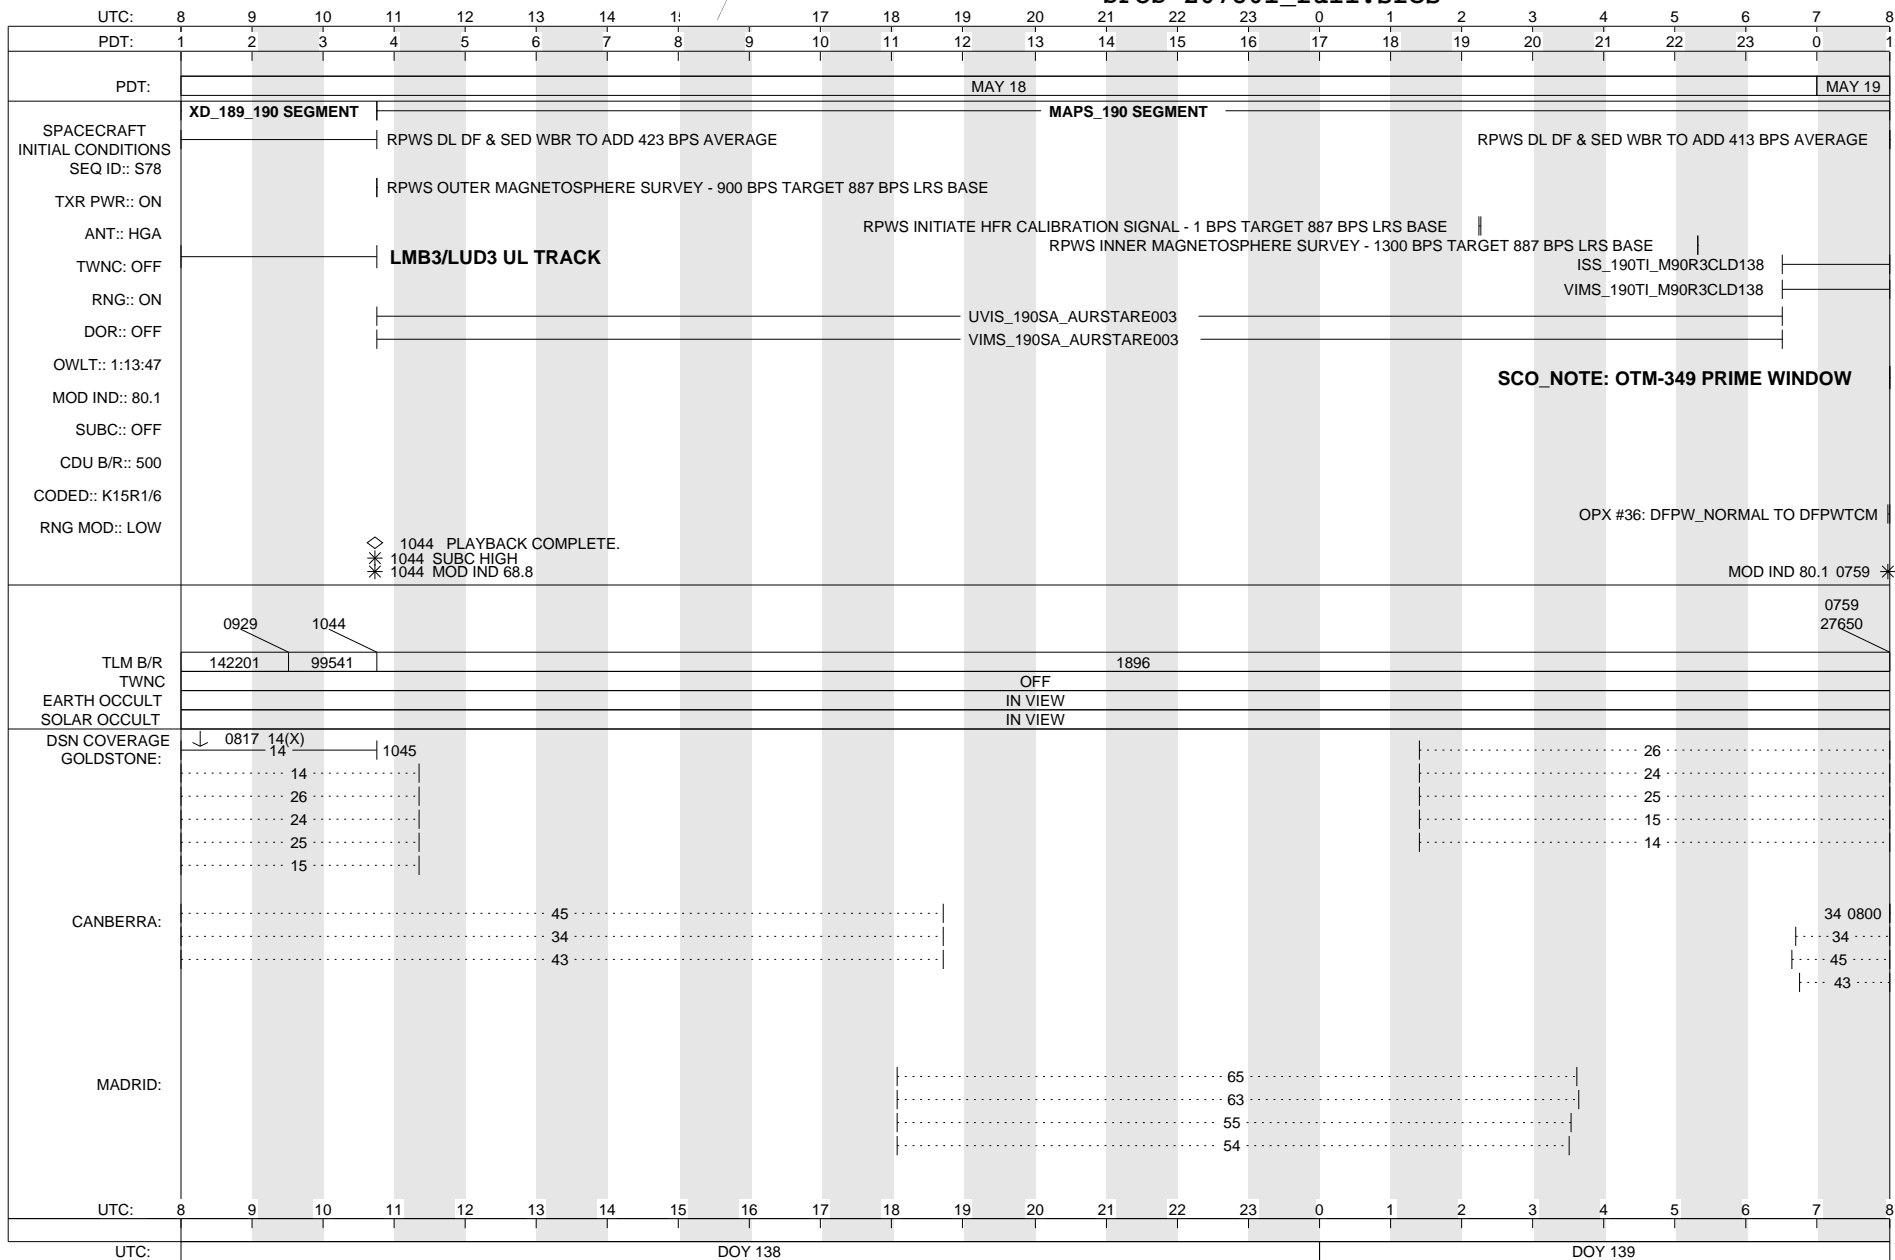 UTC: 8 9 10 11 12 13 14 17 18 19 20 21 22 23 0 1 2 3 4 5 6 7 8
PDT: 1 2 3 4 5 6 7 8 9 10 11 12 13 14 15 16 17 18 19 20 21 22 23 0 1
PDT: MAY 18 MAY 19
XD_189_190 SEGMENT MAPS_190 SEGMENT
SPACECRAFT
INITIAL CONDITIONS
RPWS DL DF & SED WBR TO ADD 423 BPS AVERAGE RPWS DL DF & SED WBR TO ADD 413 BPS AVERAGE
SEQ ID:: S78
RPWS OUTER MAGNETOSPHERE SURVEY - 900 BPS TARGET 887 BPS LRS BASE
TXR PWR:: ON
RPWS INITIATE HFR CALIBRATION SIGNAL - 1 BPS TARGET 887 BPS LRS BASE
ANT:: HGA
RPWS INNER MAGNETOSPHERE SURVEY - 1300 BPS TARGET 887 BPS LRS BASE
LMB3/LUD3 UL TRACK
TWNC: OFF
ISS_190TI_M90R3CLD138
VIMS_190TI_M90R3CLD138
RNG:: ON
UVIS_190SA_AURSTARE003
DOR:: OFF
VIMS_190SA_AURSTARE003
OWLT:: 1:13:47
SCO_NOTE: OTM-349 PRIME WINDOW
MOD IND:: 80.1
SUBC:: OFF
CDU B/R:: 500
CODED:: K15R1/6
OPX #36: DFPW_NORMAL TO DFPWTCM
RNG MOD:: LOW
1044 PLAYBACK COMPLETE.
1044 SUBC HIGH
1044 MOD IND 68.8 MOD IND 80.1 0759
0759
0929 1044 27650
TLM B/R 142201 99541 1896
TWNC OFF
EARTH OCCULT IN VIEW
SOLAR OCCULT IN VIEW
DSN COVERAGE 0817 14(X)
GOLDSTONE: 14 1045 26
14 24
26 25
24 15
25 14
15
CANBERRA: 45 34 0800
34 34
43 45
43
MADRID: 65
63
55
54
UTC: 8 9 10 11 12 13 14 15 16 17 18 19 20 21 22 23 0 1 2 3 4 5 6 7 8
UTC: DOY 138 DOY 139